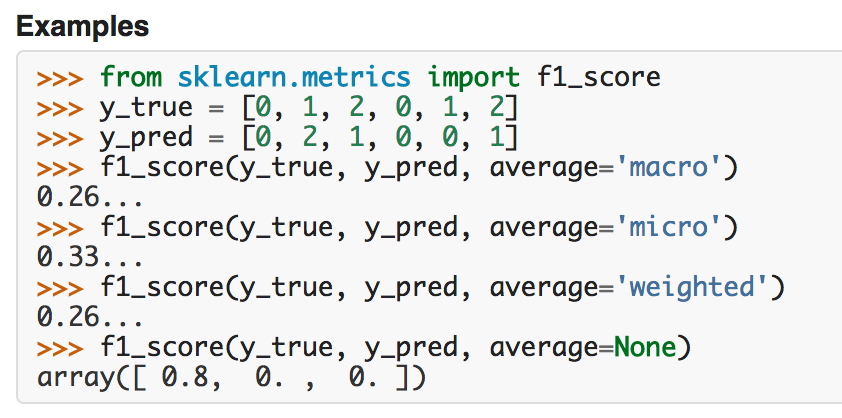 Examples
>>> from sklearn.metrics import f1_score
>>> y_true = [0, 1, 2, 0, 1, 2]
>>> y_pred = [0, 2, 1, 0, 0, 1]
>>> f1_score(y_true, y_pred, average='macro')
0.26...
>>> f1_score(y_true, y_pred, average='micro')
0.33...
>>> f1_score(y_true, y_pred, average='weighted')
0.26...
>>> f1_score(y_true, y_pred, average=None)
array([ 0.8,  0. ,  0. ])